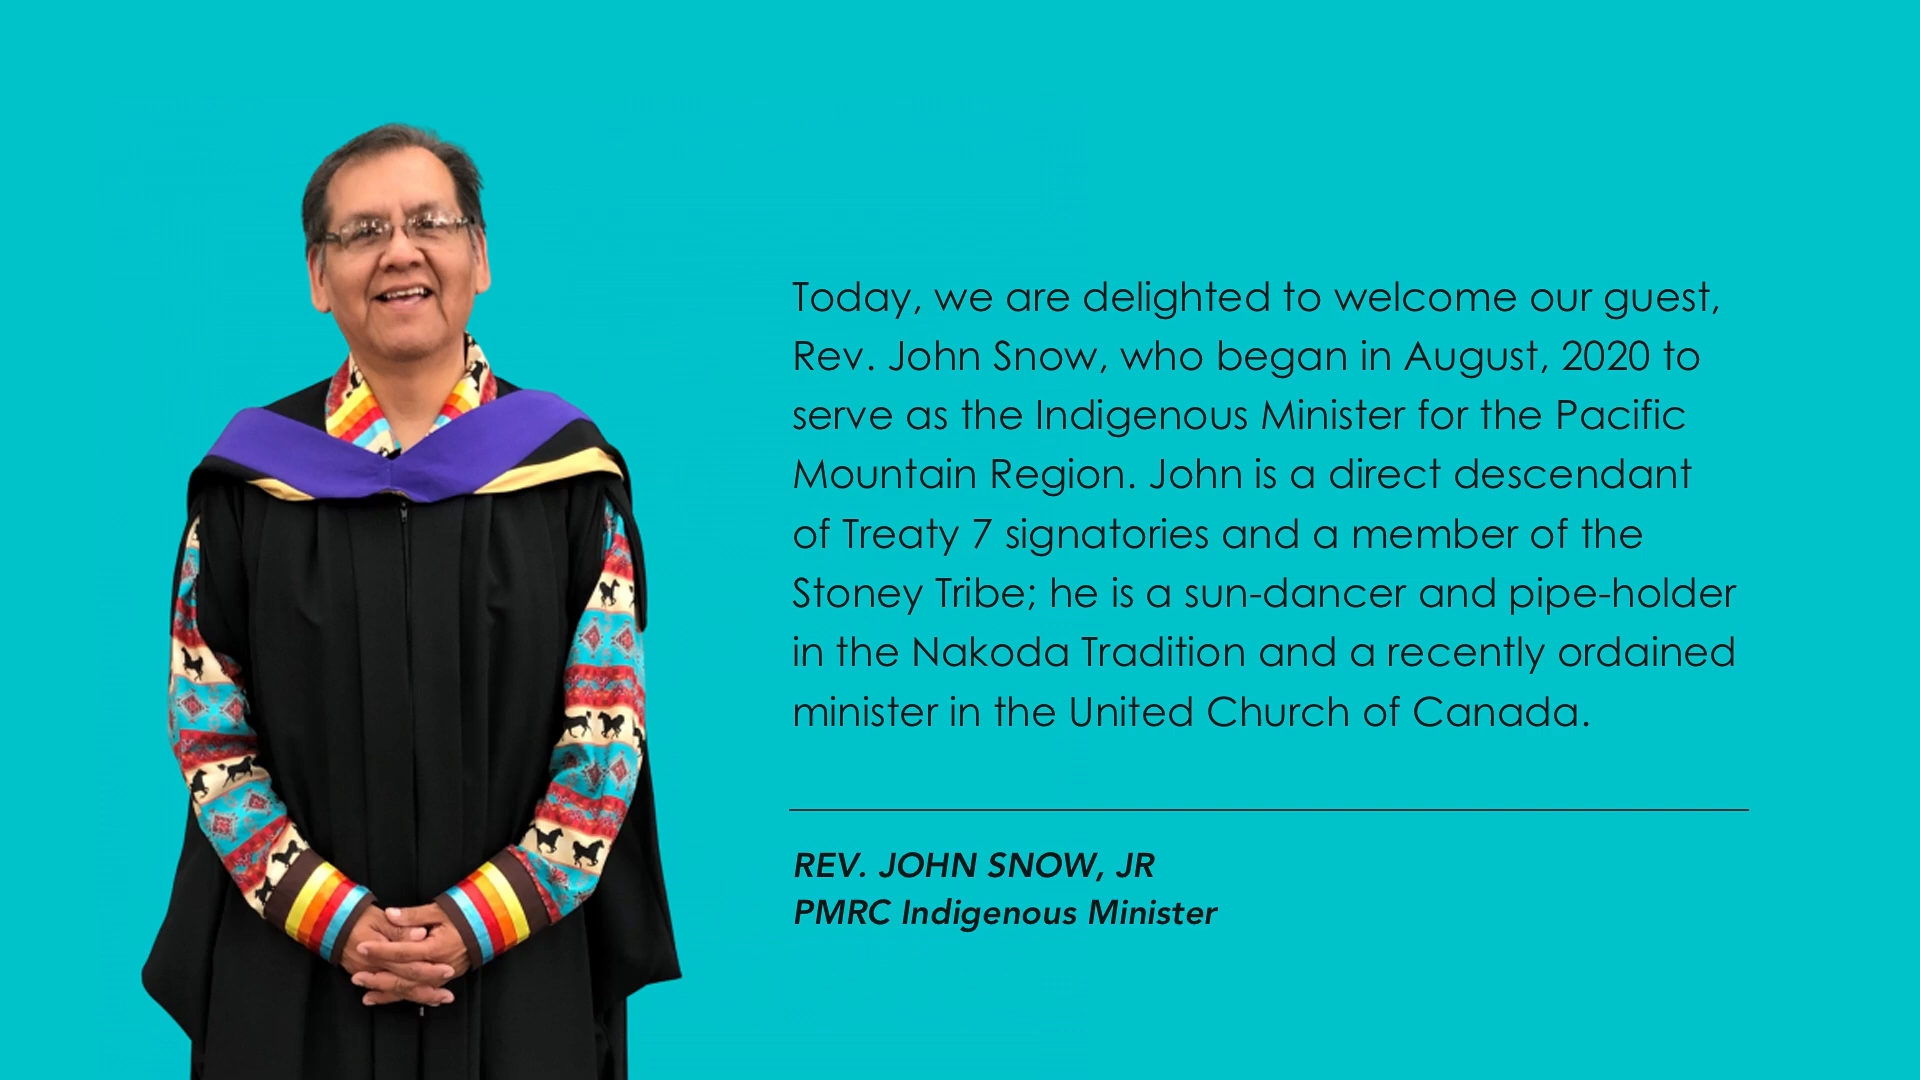 Today, we are delighted to welcome our guest,
Rev. John Snow, who began in August, 2020 to
serve as the Indigenous Minister for the Pacific
Mountain Region. John is a direct descendant
of Treaty 7 signatories and a member of the
Stoney Tribe; he is a sun-dancer and pipe-holder
in the Nakoda Tradition and a recently ordained
minister in the United Church of Canada.
REV. JOHN SNOW, JR
PMRC Indigenous Minister